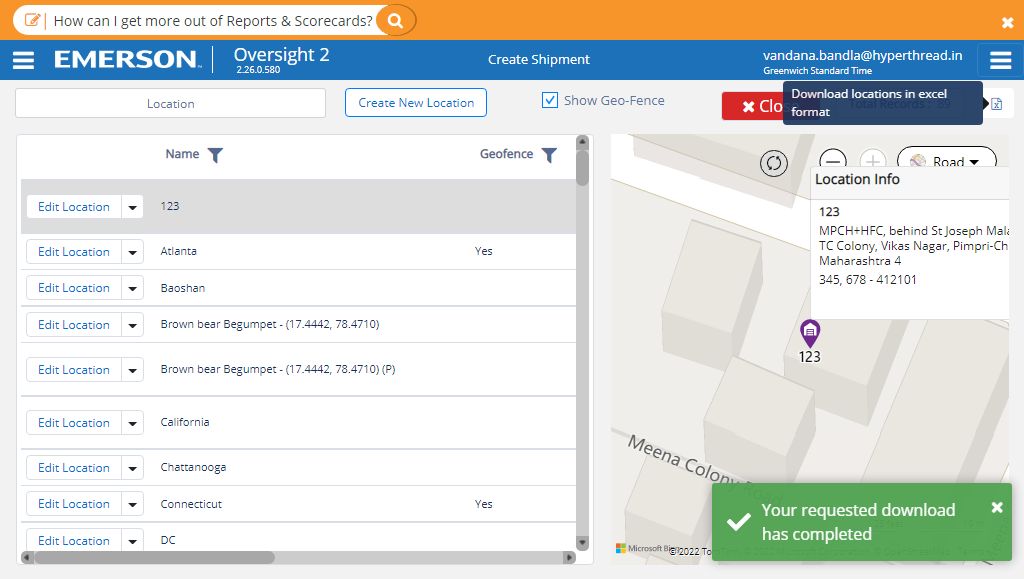 How can I get more out of Reports & Scorecards?
EMERSON
Oversight 2
2.26.0.580
Create Shipment
vandana.bandla@hyperthread.in
Greenwich Standard Time
Location
Create New Location
Show Geo-Fence
Clo
Download locations in excel
format
Name
Geofence
Edit Location 123
Edit Location Atlanta Yes
Edit Location Baoshan
Edit Location Brown bear Begumpet - (17.4442, 78.4710)
Edit Location Brown bear Begumpet - (17.4442, 78.4710) (P)
Edit Location California
Edit Location Chattanooga
Edit Location Connecticut Yes
Edit Location DC
Road
Location Info
123
MPCH+HFC, behind St Joseph Mala
TC Colony, Vikas Nagar, Pimpri-Ch
Maharashtra 4
345, 678 - 412101
123
Meena Colony Road
Your requested download
has completed
Microsoft Bing
©2022 Tom